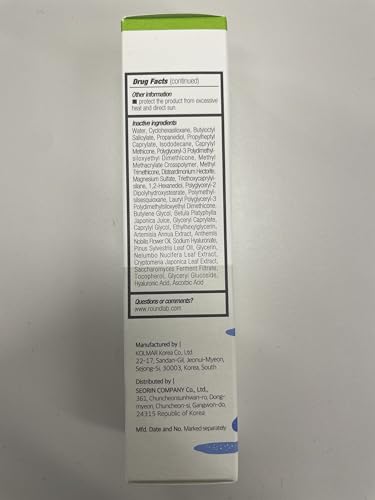 Drug Facts (continued)
Other information
■ protect the product from excessive
heat and direct sun
Inactive ingredients
Water, Cyclohexasiloxane, Butyloctyl
Salicylate, Propanediol, Propylheptyl
Caprylate, Isododecane, Caprylyl
Methicone, Polyglyceryl-3 Polydimethyl-
siloxyethyl Dimethicone, Methyl
Methacrylate Crosspolymer, Methyl
Trimethicone, Disteardimonium Hectorite,
Magnesium Sulfate, Triethoxycaprylyl-
silane, 1,2-Hexanediol, Polyglyceryl-2
Dipolyhydroxystearate, Polymethyl-
silsesquioxane, Lauryl Polyglyceryl-3
Polydimethylsiloxyethyl Dimethicone,
Butylene Glycol, Betula Platyphylla
Japonica Juice, Glyceryl Caprylate,
Caprylyl Glycol, Ethylhexylglycerin,
Artemisia Annua Extract, Anthemis
Nobilis Flower Oil, Sodium Hyaluronate,
Pinus Sylvestris Leaf Oil, Glycerin,
Nelumbo Nucifera Leaf Extract,
Cryptomeria Japonica Leaf Extract,
Saccharomyces Ferment Filtrate,
Tocopherol, Glyceryl Glucoside,
Hyaluronic Acid, Ascorbic Acid
Questions or comments?
www.roundlab.com
Manufactured by |
KOLMAR Korea Co., Ltd.
22-17, Sandan-Gil, Jeonui-Myeon,
Sejong-Si, 30003, Korea, South
Distributed by |
SEORIN COMPANY Co., Ltd.,
361, Chuncheonsunhwan-ro, Dong-
myeon, Chuncheon-si, Gangwon-do,
24315 Republic of Korea
Mfd. Date and No. Marked separately